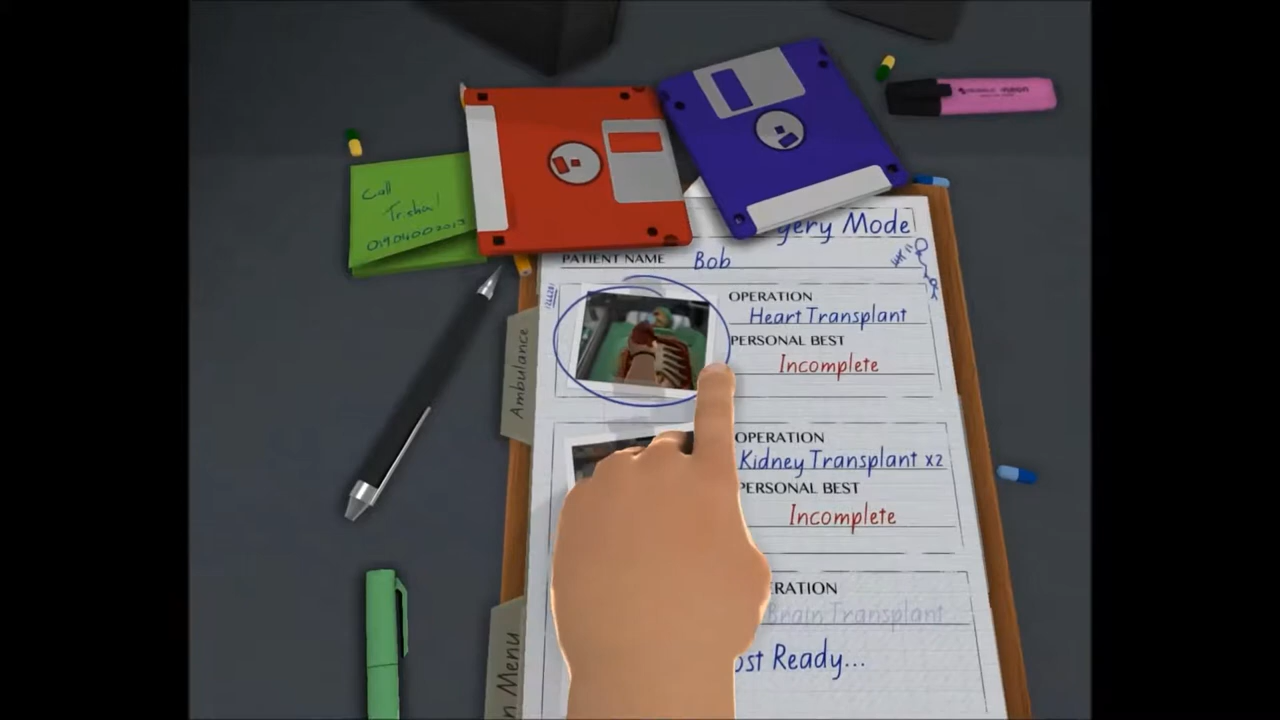 Call
Trisha!
01904002013
gery Mode
PATIENT NAME Bob
OPERATION
Heart Transplant
PERSONAL BEST
Incomplete
Ambulance
OPERATION
Kidney Transplant x2
PERSONAL BEST
Incomplete
ERATION
Brain Transplant
ost Ready...
n Menu